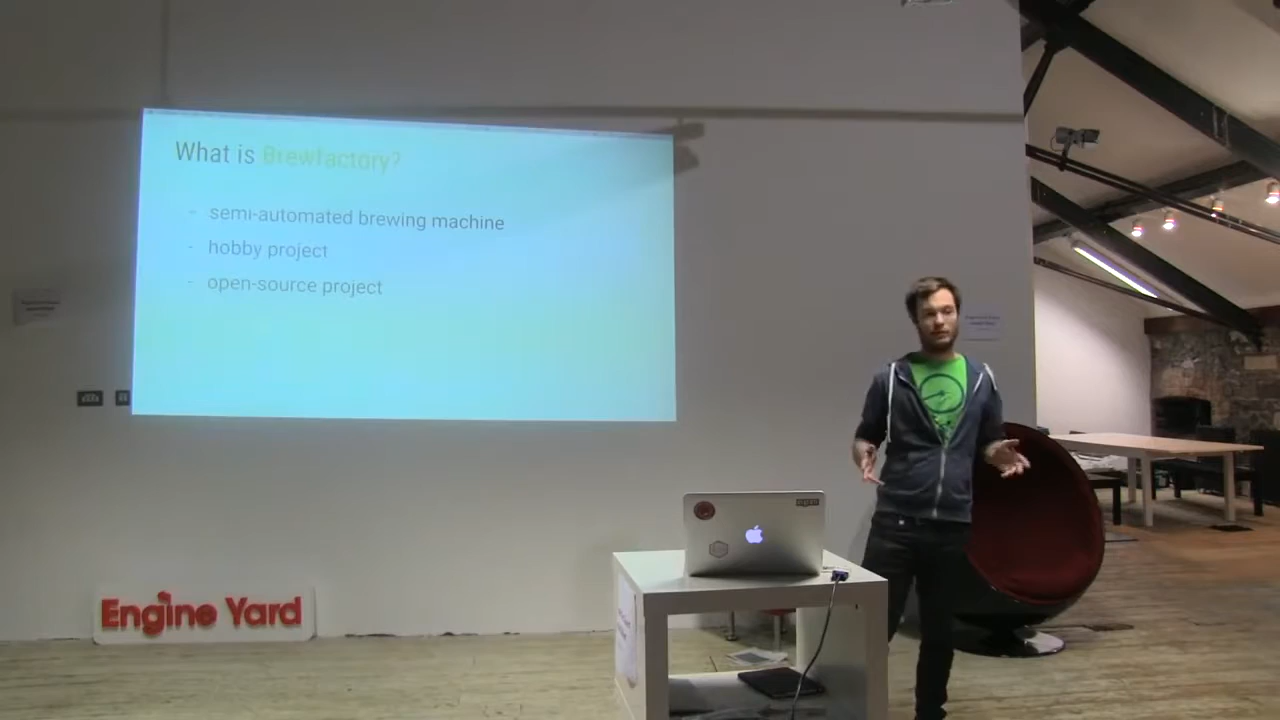 What is Brewfactory?
- semi-automated brewing machine
- hobby project
- open-source project
Engine Yard